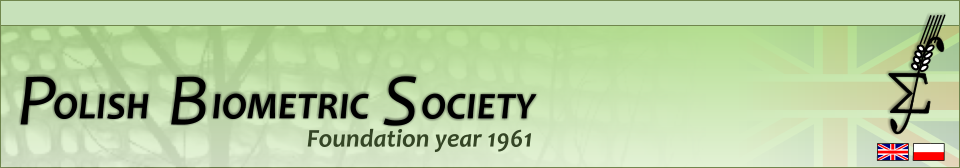 Polish Biometric Society
Foundation year 1961